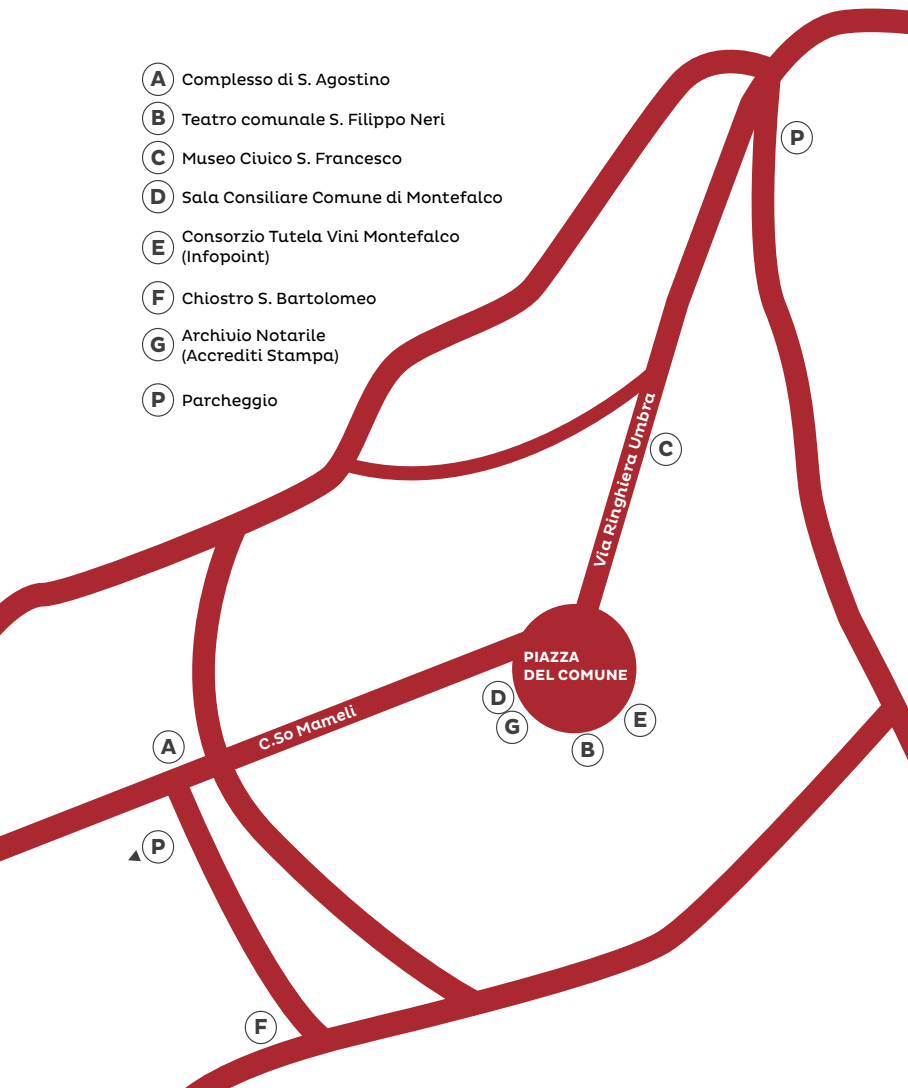 A Complesso di S. Agostino
B Teatro comunale S. Filippo Neri
C Museo Civico S. Francesco
D Sala Consiliare Comune di Montefalco
E Consorzio Tutela Vini Montefalco
(Infopoint)
F Chiostro S. Bartolomeo
G Archivio Notarile
(Accrediti Stampa)
P Parcheggio
P
C
Via Ringhiera Umbra
PIAZZA
DEL COMUNE
D
G
E
B
C.So Mameli
A
P
F